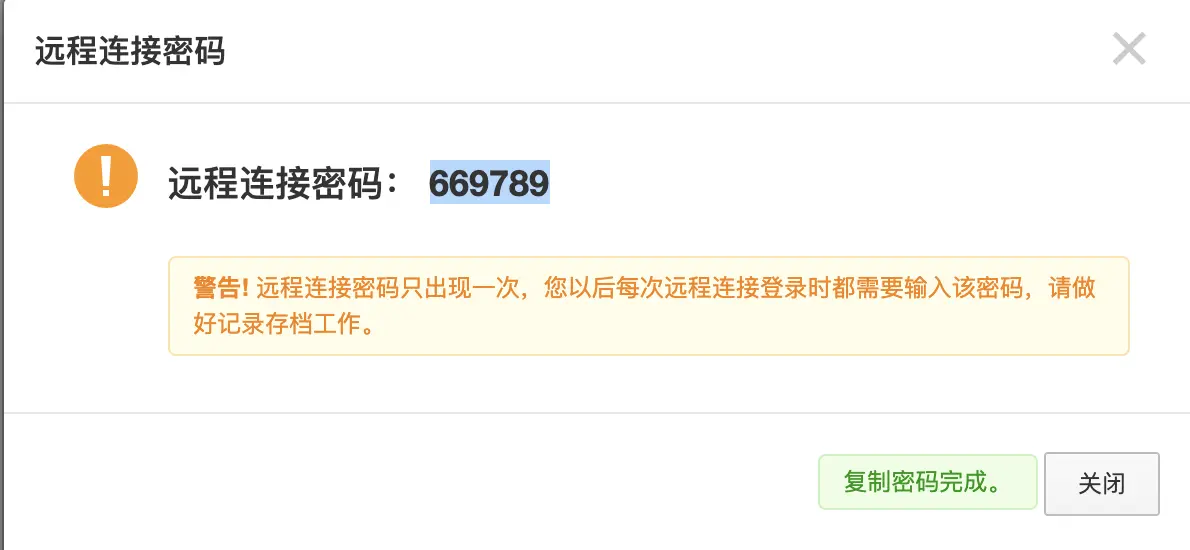 远程连接密码
远程连接密码： 669789
警告! 远程连接密码只出现一次，您以后每次远程连接登录时都需要输入该密码，请做
好记录存档工作。
复制密码完成。
关闭